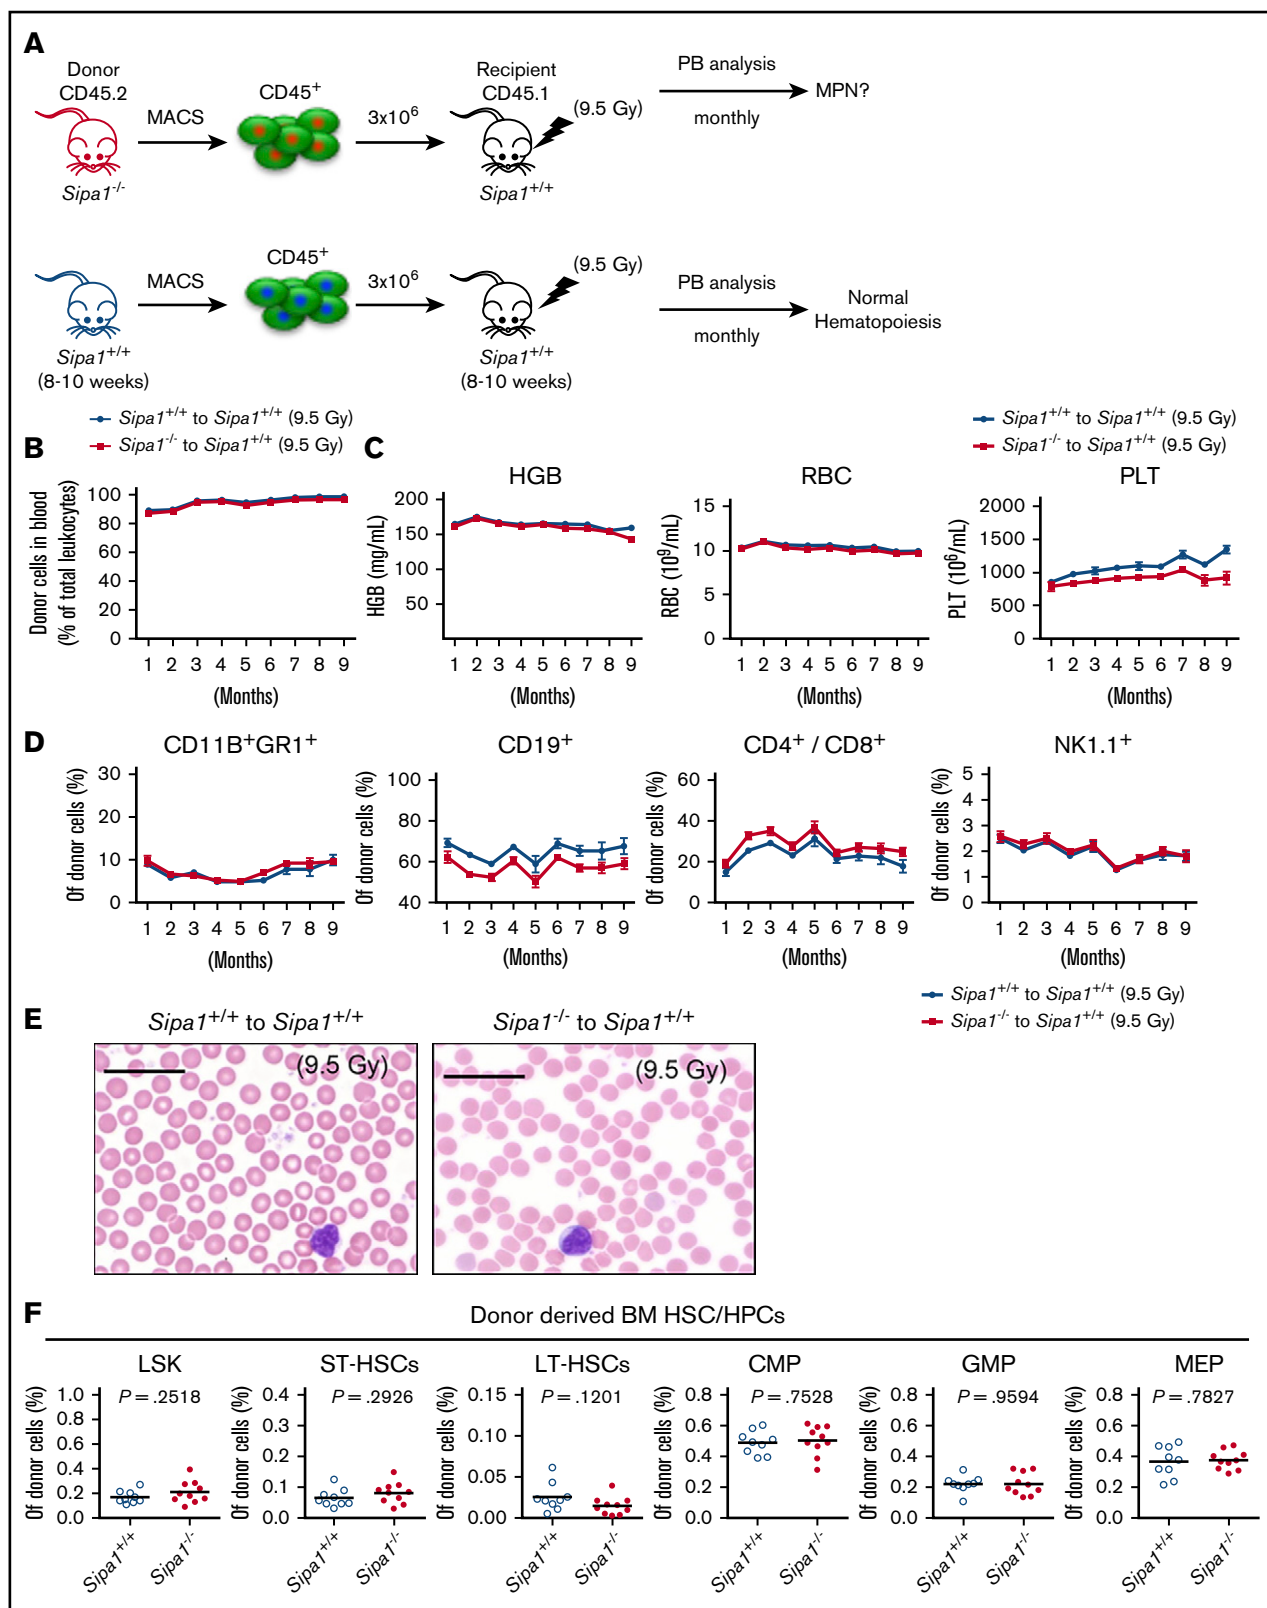 A
Donor
CD45.2
MACS
CD45+
3x10^6
Recipient
CD45.1
(9.5 Gy)
PB analysis
monthly
MPN?
Sipa1-/-
Sipa1+/+
MACS
CD45+
3x10^6
(9.5 Gy)
PB analysis
monthly
Normal
Hematopoiesis
Sipa1+/+
(8-10 weeks)
Sipa1+/+
(8-10 weeks)
Sipa1+/+ to Sipa1+/+ (9.5 Gy)
Sipa1-/- to Sipa1+/+ (9.5 Gy)
Sipa1+/+ to Sipa1+/+ (9.5 Gy)
Sipa1-/- to Sipa1+/+ (9.5 Gy)
B
Donor cells in blood
(% of total leukocytes)
100
80
60
40
20
0
1 2 3 4 5 6 7 8 9
(Months)
C
HGB
HGB (mg/mL)
200
150
100
50
1 2 3 4 5 6 7 8 9
(Months)
RBC
RBC (10^9/mL)
15
10
5
0
1 2 3 4 5 6 7 8 9
(Months)
PLT
PLT (10^6/mL)
2000
1500
1000
500
0
1 2 3 4 5 6 7 8 9
(Months)
D
CD11B+GR1+
Of donor cells (%)
30
20
10
0
1 2 3 4 5 6 7 8 9
(Months)
CD19+
Of donor cells (%)
100
80
60
40
1 2 3 4 5 6 7 8 9
(Months)
CD4+ / CD8+
Of donor cells (%)
60
40
20
0
1 2 3 4 5 6 7 8 9
(Months)
NK1.1+
Of donor cells (%)
5
4
3
2
1
0
1 2 3 4 5 6 7 8 9
(Months)
Sipa1+/+ to Sipa1+/+ (9.5 Gy)
Sipa1-/- to Sipa1+/+ (9.5 Gy)
E
Sipa1+/+ to Sipa1+/+
(9.5 Gy)
Sipa1-/- to Sipa1+/+
(9.5 Gy)
F
Donor derived BM HSC/HPCs
LSK
Of donor cells (%)
P = .2518
1.0
0.8
0.6
0.4
0.2
0.0
Sipa1+/+
Sipa1-/-
ST-HSCs
Of donor cells (%)
P = .2926
0.4
0.3
0.2
0.1
0.0
Sipa1+/+
Sipa1-/-
LT-HSCs
Of donor cells (%)
P = .1201
0.15
0.10
0.05
0.00
Sipa1+/+
Sipa1-/-
CMP
Of donor cells (%)
P = .7528
0.8
0.6
0.4
0.2
0.0
Sipa1+/+
Sipa1-/-
GMP
Of donor cells (%)
P = .9594
0.8
0.6
0.4
0.2
0.0
Sipa1+/+
Sipa1-/-
MEP
Of donor cells (%)
P = .7827
0.8
0.6
0.4
0.2
0.0
Sipa1+/+
Sipa1-/-